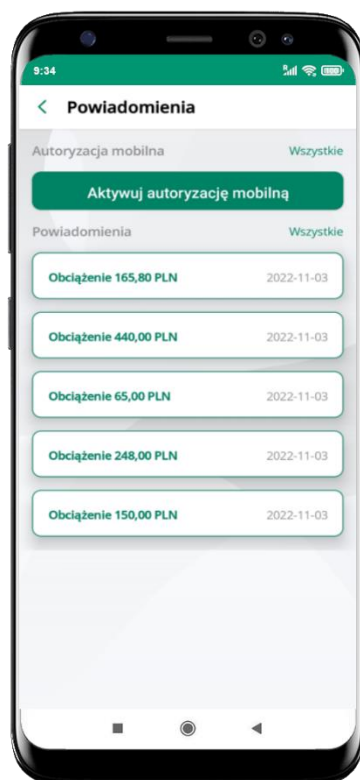 9:34
Powiadomienia
Autoryzacja mobilna Wszystkie
Aktywuj autoryzację mobilną
Powiadomienia Wszystkie
Obciążenie 165,80 PLN 2022-11-03
Obciążenie 440,00 PLN 2022-11-03
Obciążenie 65,00 PLN 2022-11-03
Obciążenie 248,00 PLN 2022-11-03
Obciążenie 150,00 PLN 2022-11-03